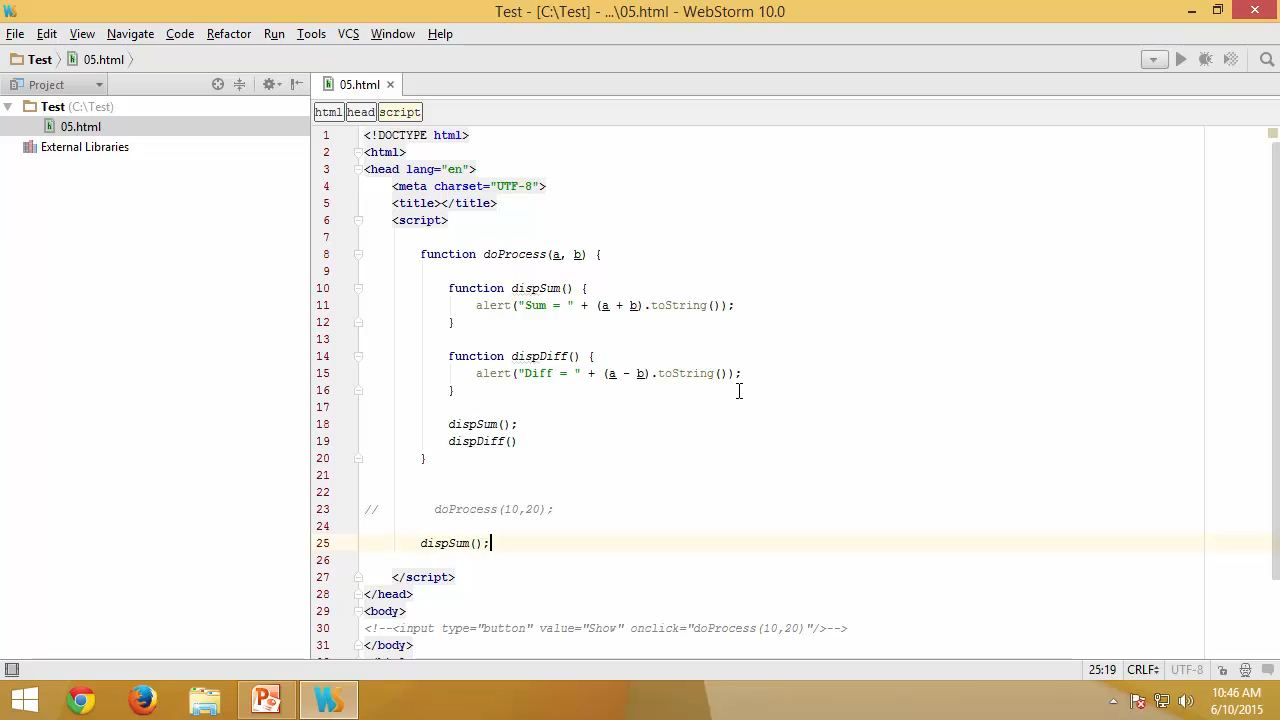 Test - [C:\Test] - ...\05.html - WebStorm 10.0
File Edit View Navigate Code Refactor Run Tools VCS Window Help
Test 05.html
Project
05.html
Test (C:\Test)
05.html
External Libraries
html head script
1 <!DOCTYPE html>
2 <html>
3 <head lang="en">
4 <meta charset="UTF-8">
5 <title></title>
6 <script>
7
8 function doProcess(a, b) {
9
10 function dispSum() {
11 alert("Sum = " + (a + b).toString());
12 }
13
14 function dispDiff() {
15 alert("Diff = " + (a - b).toString());
16 }
17
18 dispSum();
19 dispDiff()
20 }
21
22
23 // doProcess(10,20);
24
25 dispSum();
26
27 </script>
28 </head>
29 <body>
30 <!--<input type="button" value="Show" onclick="doProcess(10,20)"/>-->
31 </body>
25:19 CRLF UTF-8
10:46 AM
6/10/2015